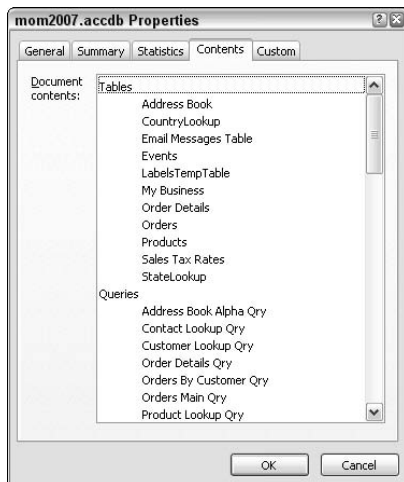 mom2007.accdb Properties
General Summary Statistics Contents Custom
Document contents:
Tables
Address Book
CountryLookup
Email Messages Table
Events
LabelsTempTable
My Business
Order Details
Orders
Products
Sales Tax Rates
StateLookup
Queries
Address Book Alpha Qry
Contact Lookup Qry
Customer Lookup Qry
Order Details Qry
Orders By Customer Qry
Orders Main Qry
Product Lookup Qry
OK Cancel